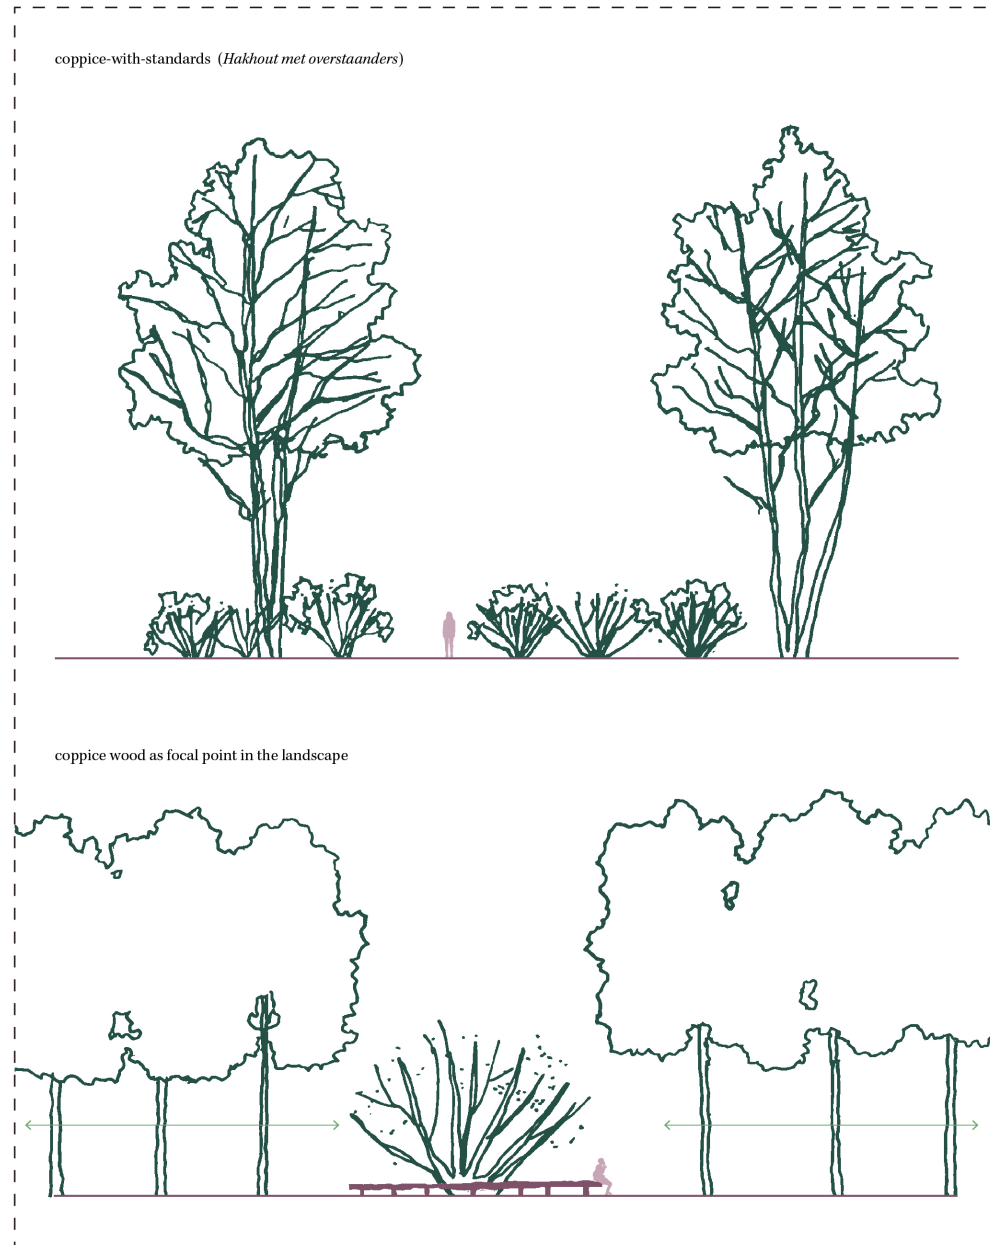 coppice-with-standards (Hakhout met overstaanders)
coppice wood as focal point in the landscape